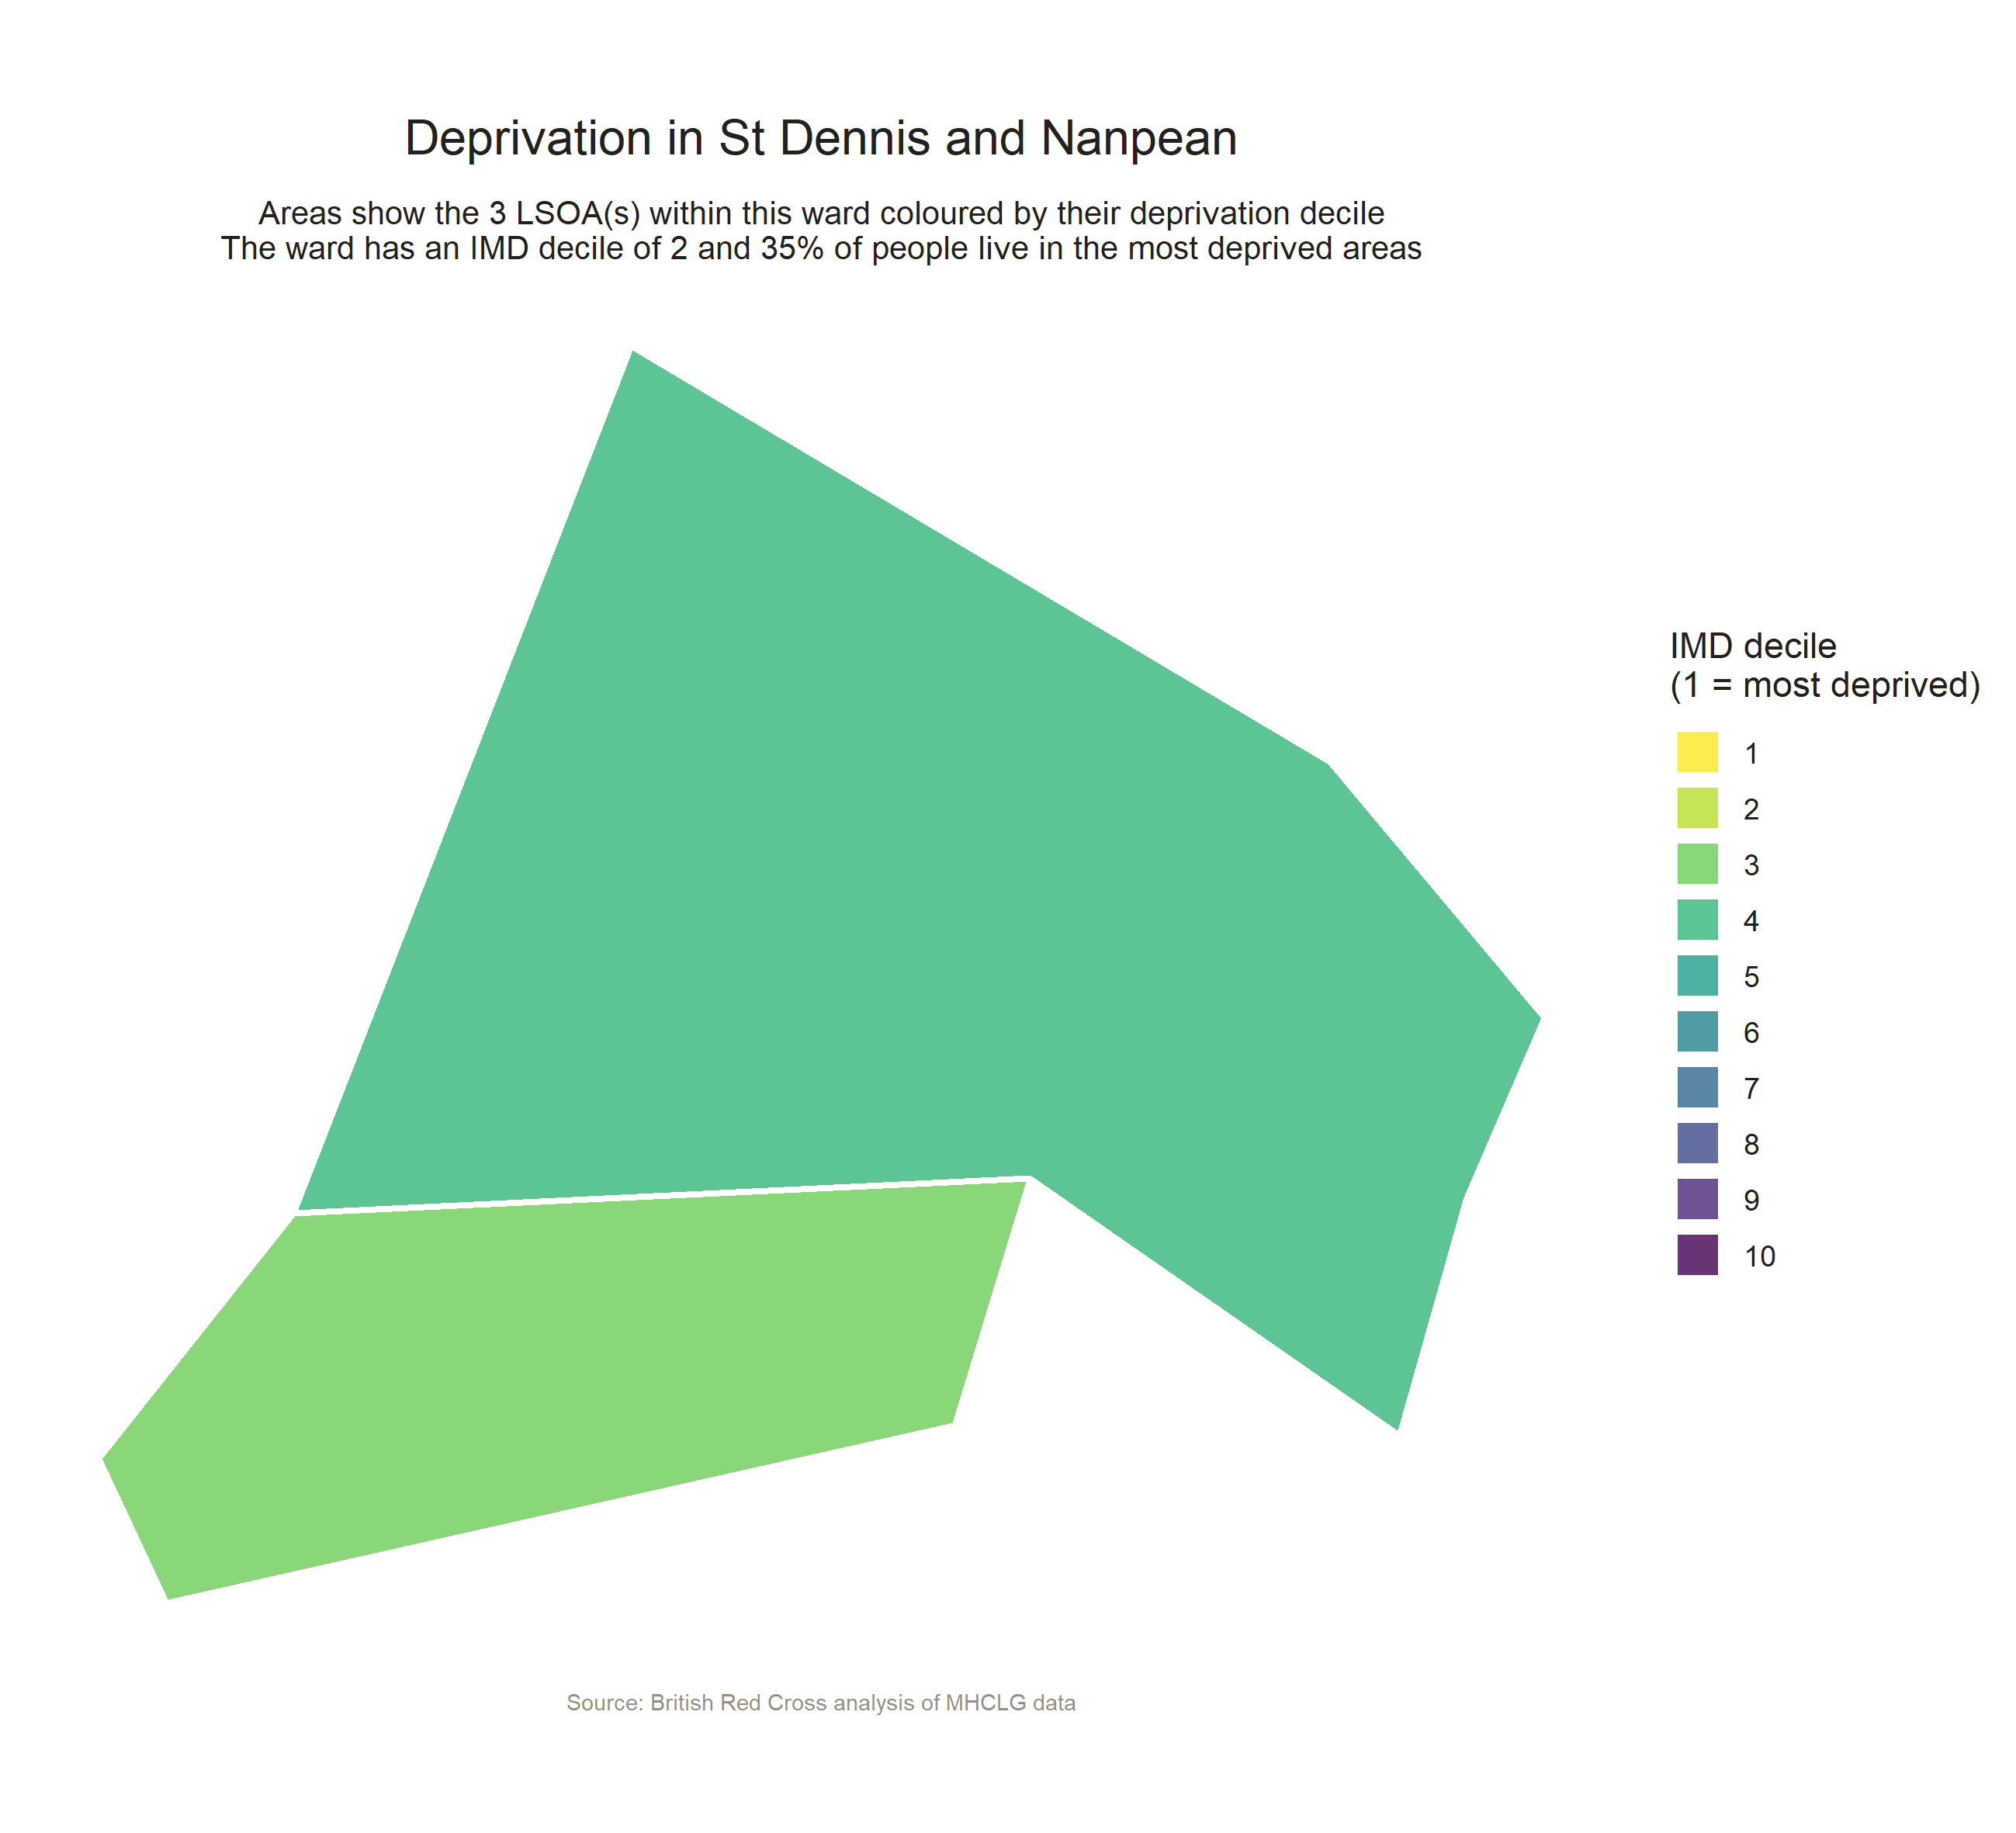 Deprivation in St Dennis and Nanpean
Areas show the 3 LSOA(s) within this ward coloured by their deprivation decile
The ward has an IMD decile of 2 and 35% of people live in the most deprived areas
IMD decile
(1 = most deprived)
1
2
3
4
5
6
7
8
9
10
Source: British Red Cross analysis of MHCLG data